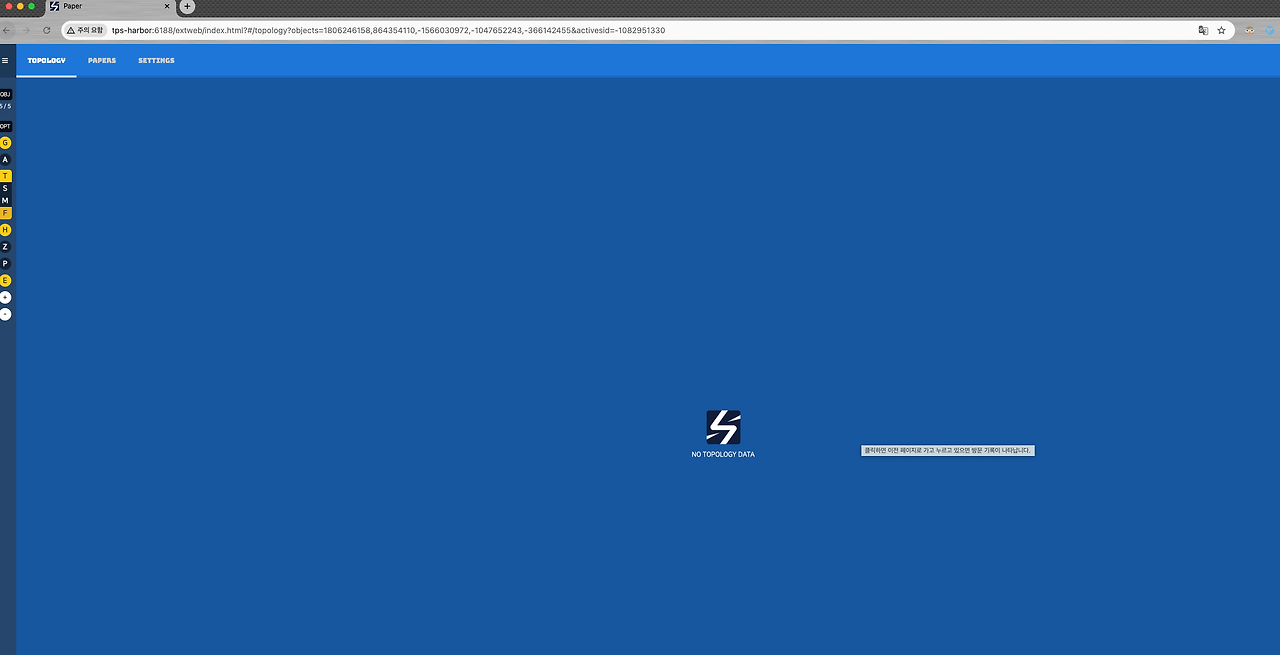 Paper
주의 요함
tps-harbor:6188/extweb/index.html?#/topology?objects=1806246158,864354110,-1566030972,-1047652243,-366142455&activesid=-1082951330
TOPOLOGY PAPERS SETTINGS
OBJ
5 / 5
OPT
G
A
T
S
M
F
H
Z
P
E
+
-
NO TOPOLOGY DATA
클릭하면 이전 페이지로 가고 누르고 있으면 방문 기록이 나타납니다.